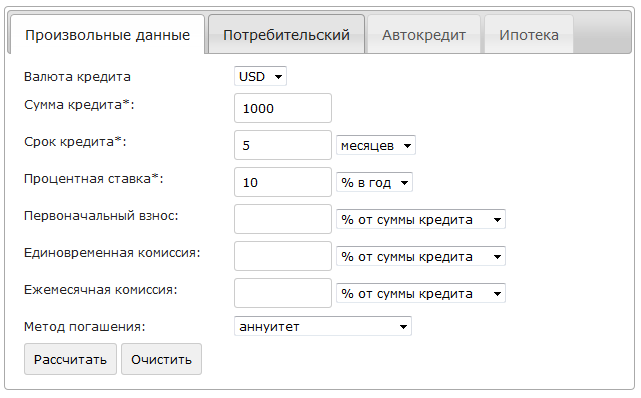 Произвольные данные Потребительский Автокредит Ипотека
Валюта кредита USD
Сумма кредита*: 1000
Срок кредита*: 5 месяцев
Процентная ставка*: 10 % в год
Первоначальный взнос: % от суммы кредита
Единовременная комиссия: % от суммы кредита
Ежемесячная комиссия: % от суммы кредита
Метод погашения: аннуитет
Рассчитать Очистить